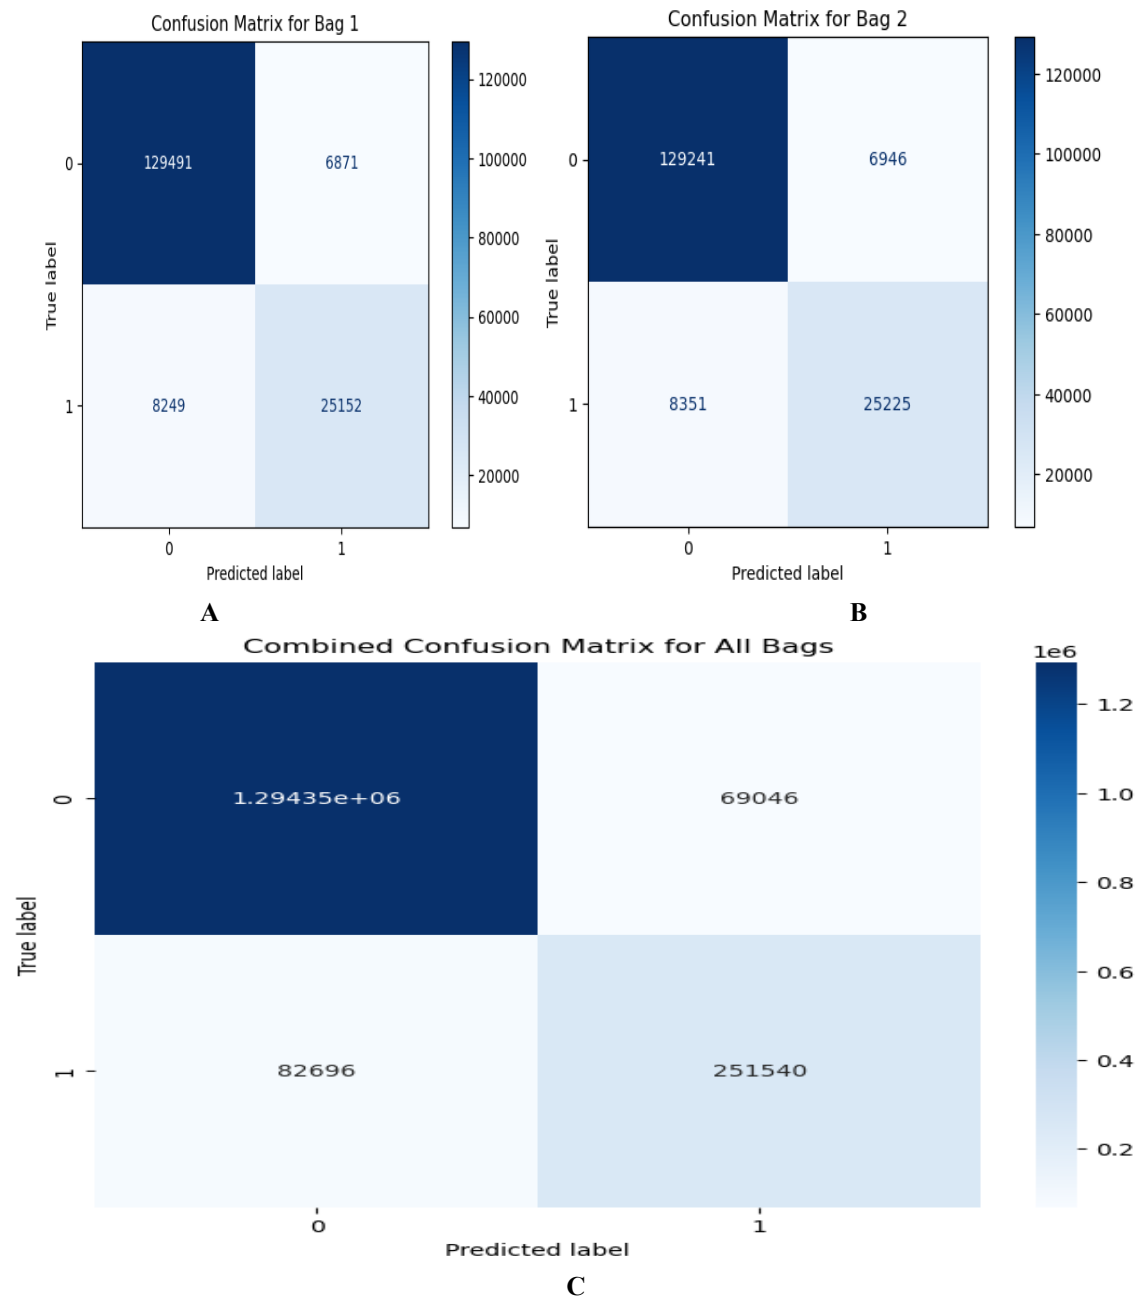 Confusion Matrix for Bag 1
0
129491
6871
1
8249
25152
True label
0
1
Predicted label
120000
100000
80000
60000
40000
20000
A
Confusion Matrix for Bag 2
0
129241
6946
1
8351
25225
True label
0
1
Predicted label
120000
100000
80000
60000
40000
20000
B
Combined Confusion Matrix for All Bags
0
1.29435e+06
69046
1
82696
251540
True label
0
1
Predicted label
1e6
1.2
1.0
0.8
0.6
0.4
0.2
C